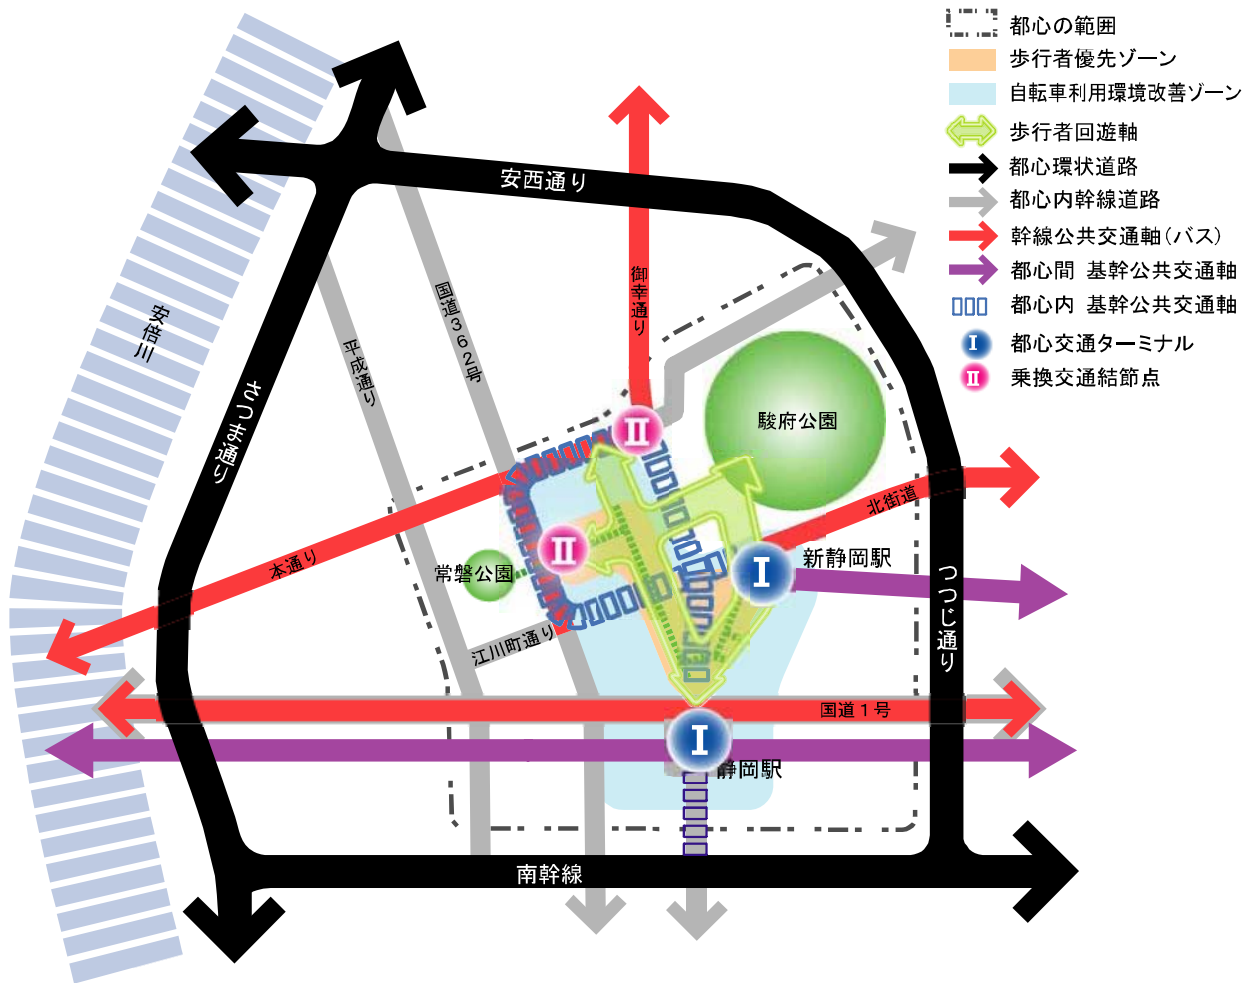 都心の範囲
歩行者優先ゾーン
自転車利用環境改善ゾーン
歩行者回遊軸
都心環状道路
都心内幹線道路
幹線公共交通軸(バス)
都心間 基幹公共交通軸
都心内 基幹公共交通軸
I 都心交通ターミナル
II 乗換交通結節点
安西通り
御幸通り
国道362号
平成通り
安倍川
さつま通り
駿府公園
II
北街道
本通り
II
常磐公園
I
新静岡駅
つつじ通り
江川町通り
国道1号
I
静岡駅
南幹線